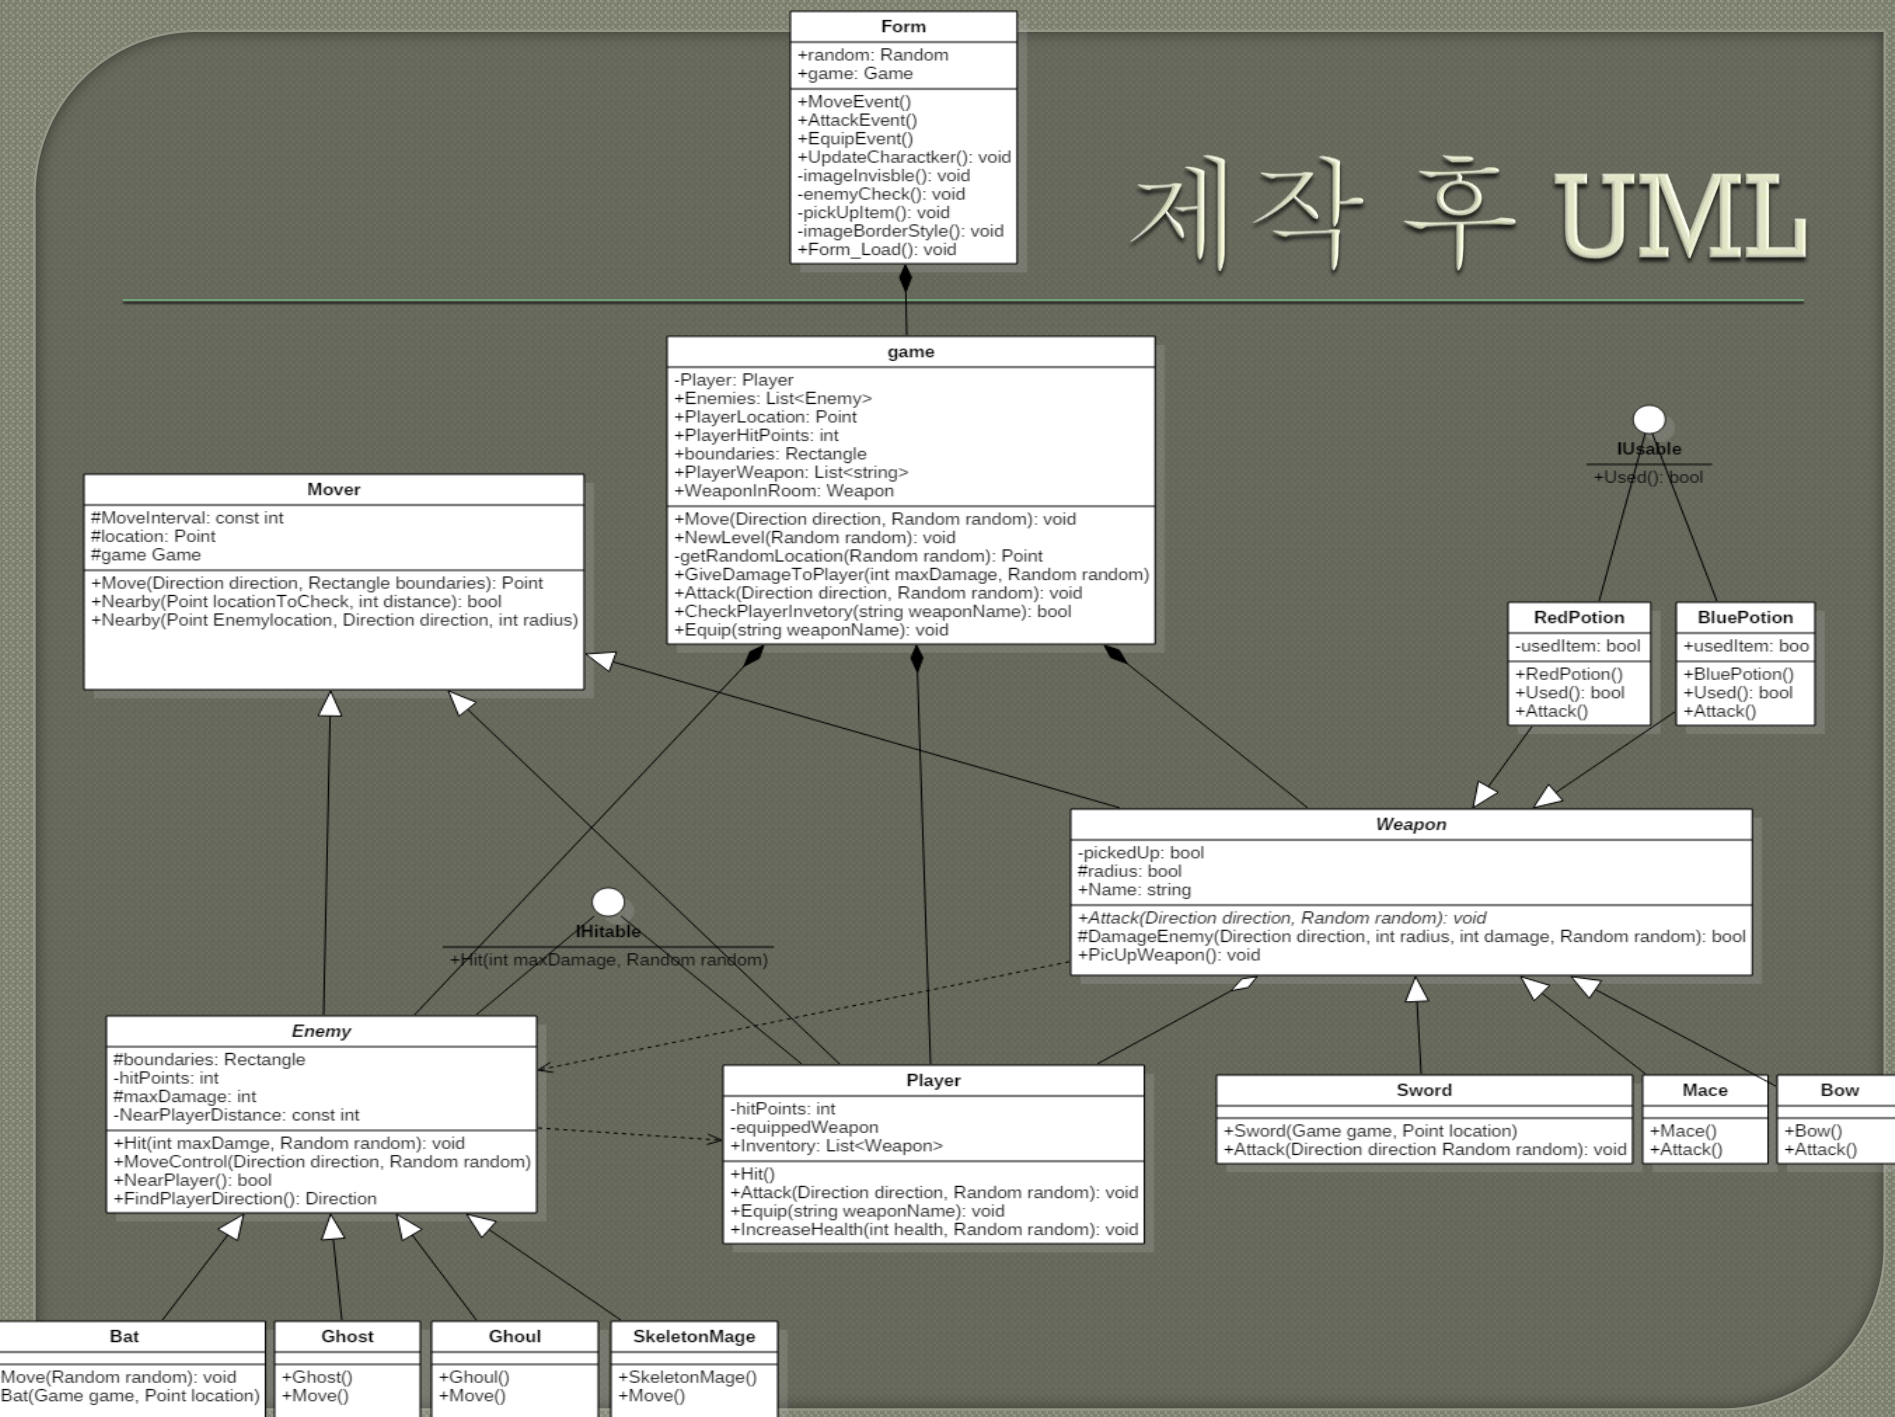 Form
+random: Random
+game: Game
+MoveEvent()
+AttackEvent()
+EquipEvent()
+UpdateCharactker(): void
-imageInvisble(): void
-enemyCheck(): void
-pickUpItem(): void
-imageBorderStyle(): void
+Form_Load(): void
제작 후 UML
game
-Player: Player
+Enemies: List<Enemy>
+PlayerLocation: Point
+PlayerHitPoints: int
+boundaries: Rectangle
+PlayerWeapon: List<string>
+WeaponInRoom: Weapon
+Move(Direction direction, Random random): void
+NewLevel(Random random): void
-getRandomLocation(Random random): Point
+GiveDamageToPlayer(int maxDamage, Random random)
+Attack(Direction direction, Random random): void
+CheckPlayerInvetory(string weaponName): bool
+Equip(string weaponName): void
IUsable
+Used(): bool
Mover
#MoveInterval: const int
#location: Point
#game Game
+Move(Direction direction, Rectangle boundaries): Point
+Nearby(Point locationToCheck, int distance): bool
+Nearby(Point Enemylocation, Direction direction, int radius)
RedPotion
-usedItem: bool
+RedPotion()
+Used(): bool
+Attack()
BluePotion
+usedItem: boo
+BluePotion()
+Used(): bool
+Attack()
Weapon
-pickedUp: bool
#radius: bool
+Name: string
+Attack(Direction direction, Random random): void
#DamageEnemy(Direction direction, int radius, int damage, Random random): bool
+PicUpWeapon(): void
IHitable
+Hit(int maxDamage, Random random)
Enemy
#boundaries: Rectangle
-hitPoints: int
#maxDamage: int
-NearPlayerDistance: const int
+Hit(int maxDamge, Random random): void
+MoveControl(Direction direction, Random random)
+NearPlayer(): bool
+FindPlayerDirection(): Direction
Player
-hitPoints: int
-equippedWeapon
+Inventory: List<Weapon>
+Hit()
+Attack(Direction direction, Random random): void
+Equip(string weaponName): void
+IncreaseHealth(int health, Random random): void
Sword
+Sword(Game game, Point location)
+Attack(Direction direction Random random): void
Mace
+Mace()
+Attack()
Bow
+Bow()
+Attack()
Bat
Move(Random random): void
Bat(Game game, Point location)
Ghost
+Ghost()
+Move()
Ghoul
+Ghoul()
+Move()
SkeletonMage
+SkeletonMage()
+Move()